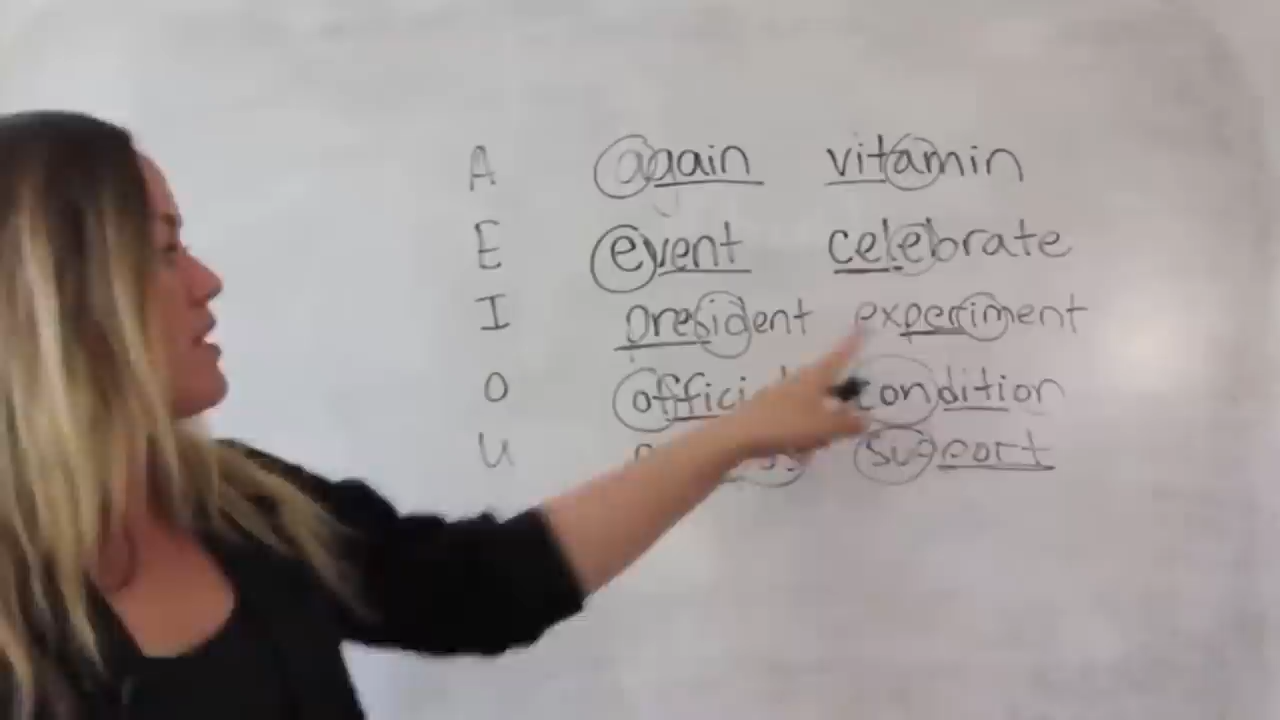 A again vitamin
E event celebrate
I president experiment
O condition
U support